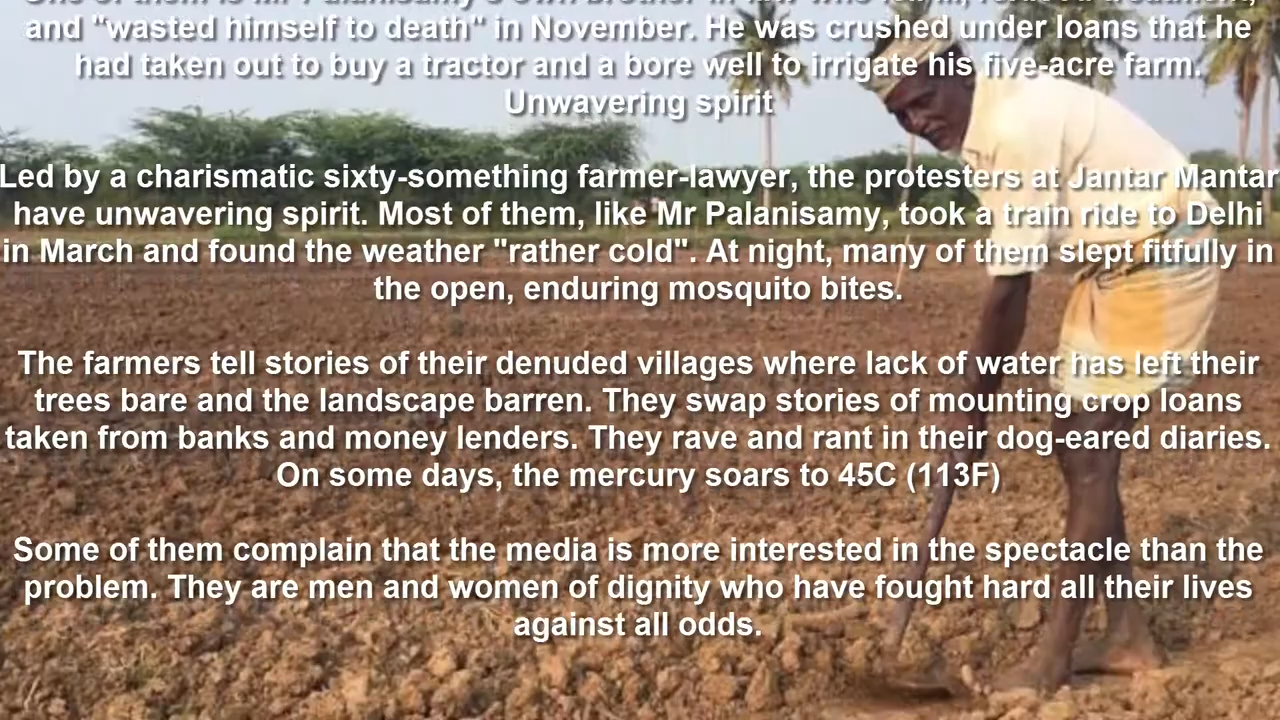 and "wasted himself to death" in November. He was crushed under loans that he
had taken out to buy a tractor and a bore well to irrigate his five-acre farm.
Unwavering spirit
Led by a charismatic sixty-something farmer-lawyer, the protesters at Jantar Mantar
have unwavering spirit. Most of them, like Mr Palanisamy, took a train ride to Delhi
in March and found the weather "rather cold". At night, many of them slept fitfully in
the open, enduring mosquito bites.
The farmers tell stories of their denuded villages where lack of water has left their
trees bare and the landscape barren. They swap stories of mounting crop loans
taken from banks and money lenders. They rave and rant in their dog-eared diaries.
On some days, the mercury soars to 45C (113F)
Some of them complain that the media is more interested in the spectacle than the
problem. They are men and women of dignity who have fought hard all their lives
against all odds.